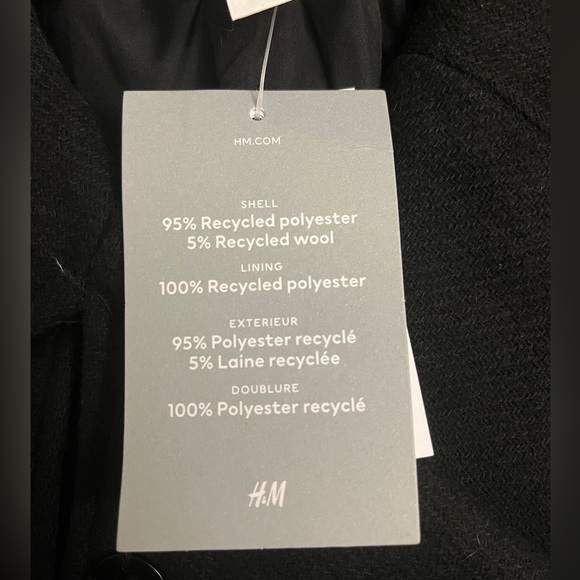 HM.COM
SHELL
95% Recycled polyester
5% Recycled wool
LINING
100% Recycled polyester
EXTERIEUR
95% Polyester recyclé
5% Laine recyclée
DOUBLURE
100% Polyester recyclé
H&M